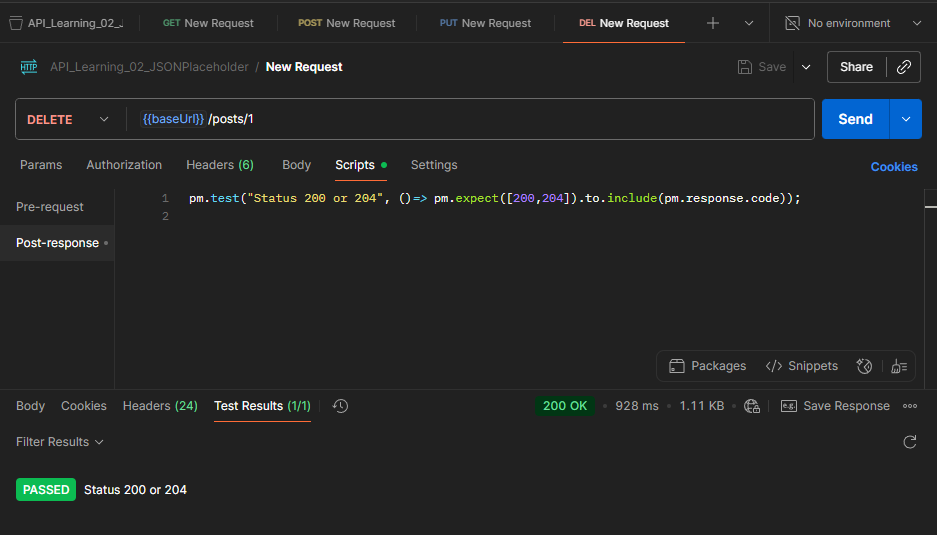 API_Learning_02_J GET New Request POST New Request PUT New Request DEL New Request No environment
HTTP API_Learning_02_JSONPlaceholder / New Request Save Share
DELETE {{baseUrl}} /posts/1 Send
Params Authorization Headers (6) Body Scripts Settings Cookies
Pre-request
Post-response
1 pm.test("Status 200 or 204", ()=> pm.expect([200,204]).to.include(pm.response.code));
2
Packages </> Snippets
Body Cookies Headers (24) Test Results (1/1) 200 OK • 928 ms • 1.11 KB • e.g. Save Response
Filter Results
PASSED Status 200 or 204